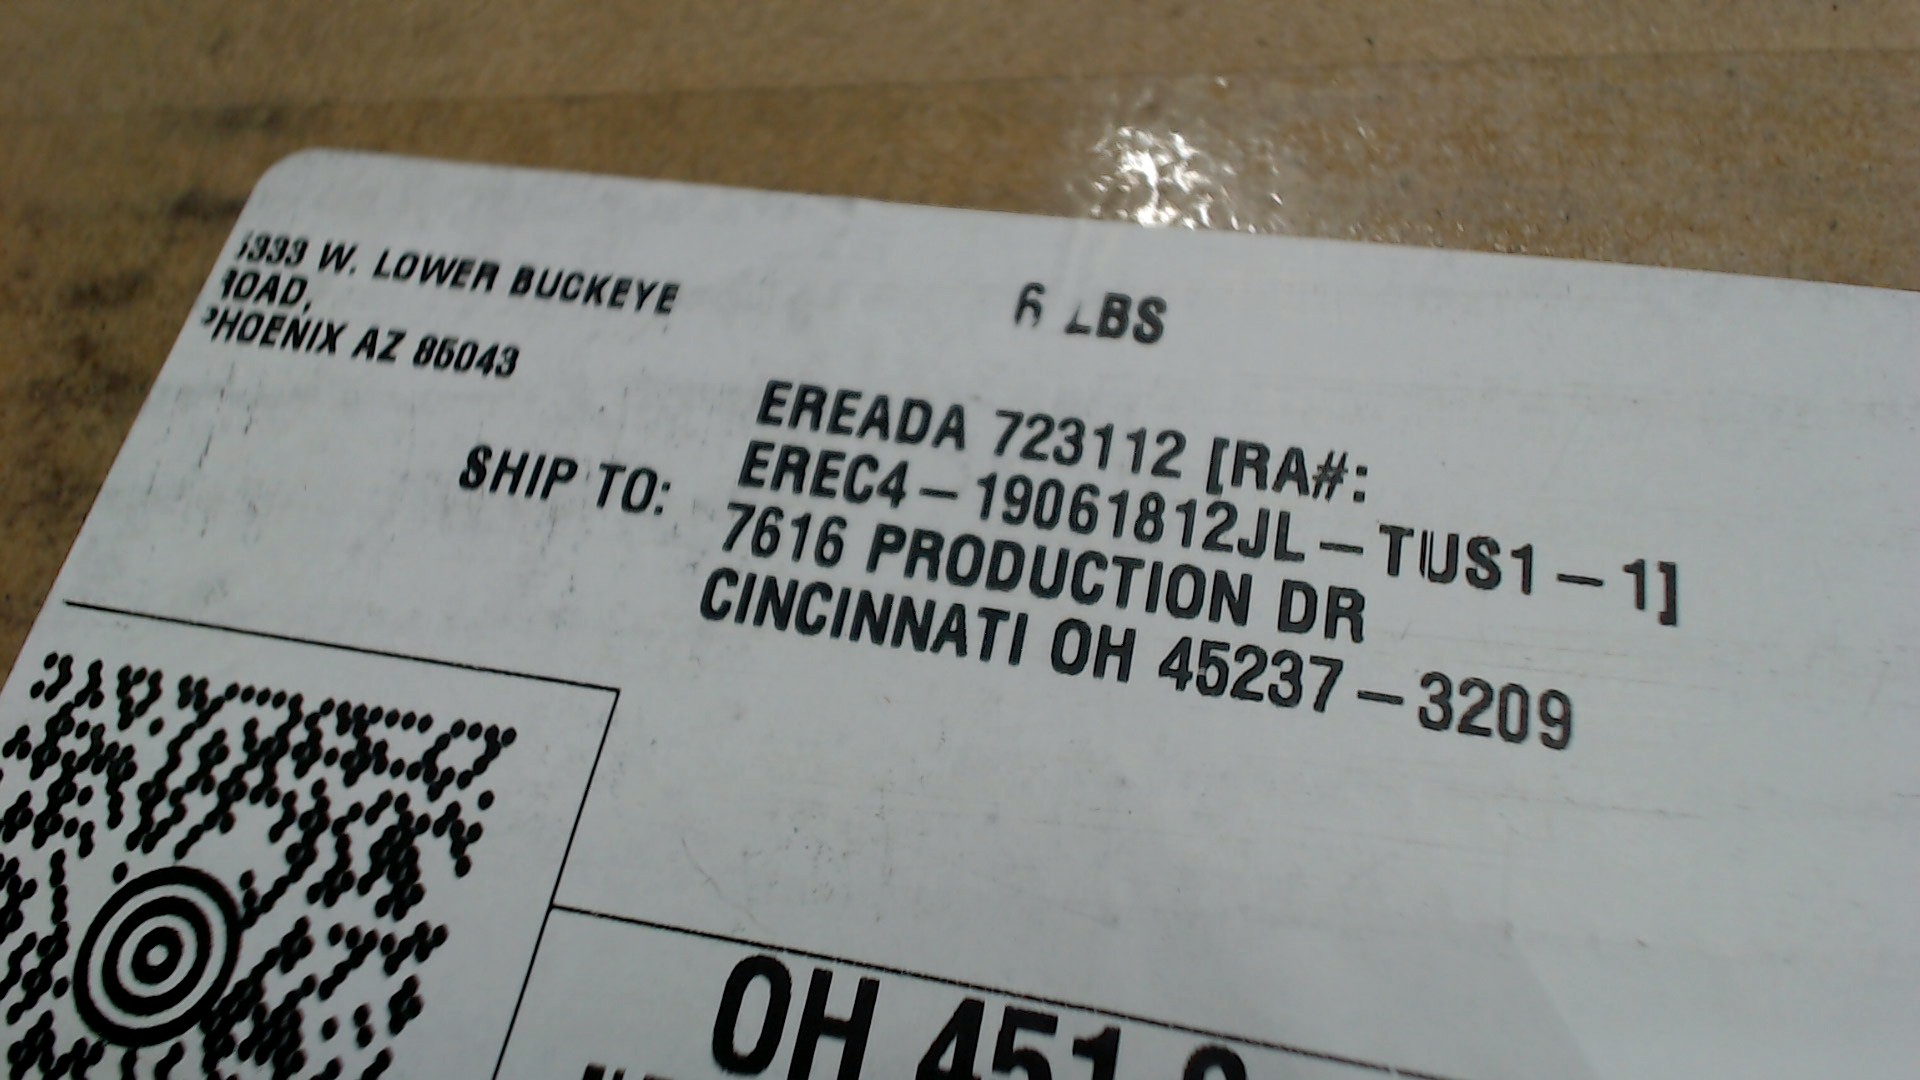 W. LOWER BUCKEYE
ROAD,
PHOENIX AZ 85043
6 LBS
SHIP TO:
EREADA 723112 [RA#:
EREC4-19061812JL-TUS1-1]
7616 PRODUCTION DR
CINCINNATI OH 45237-3209
OH 451